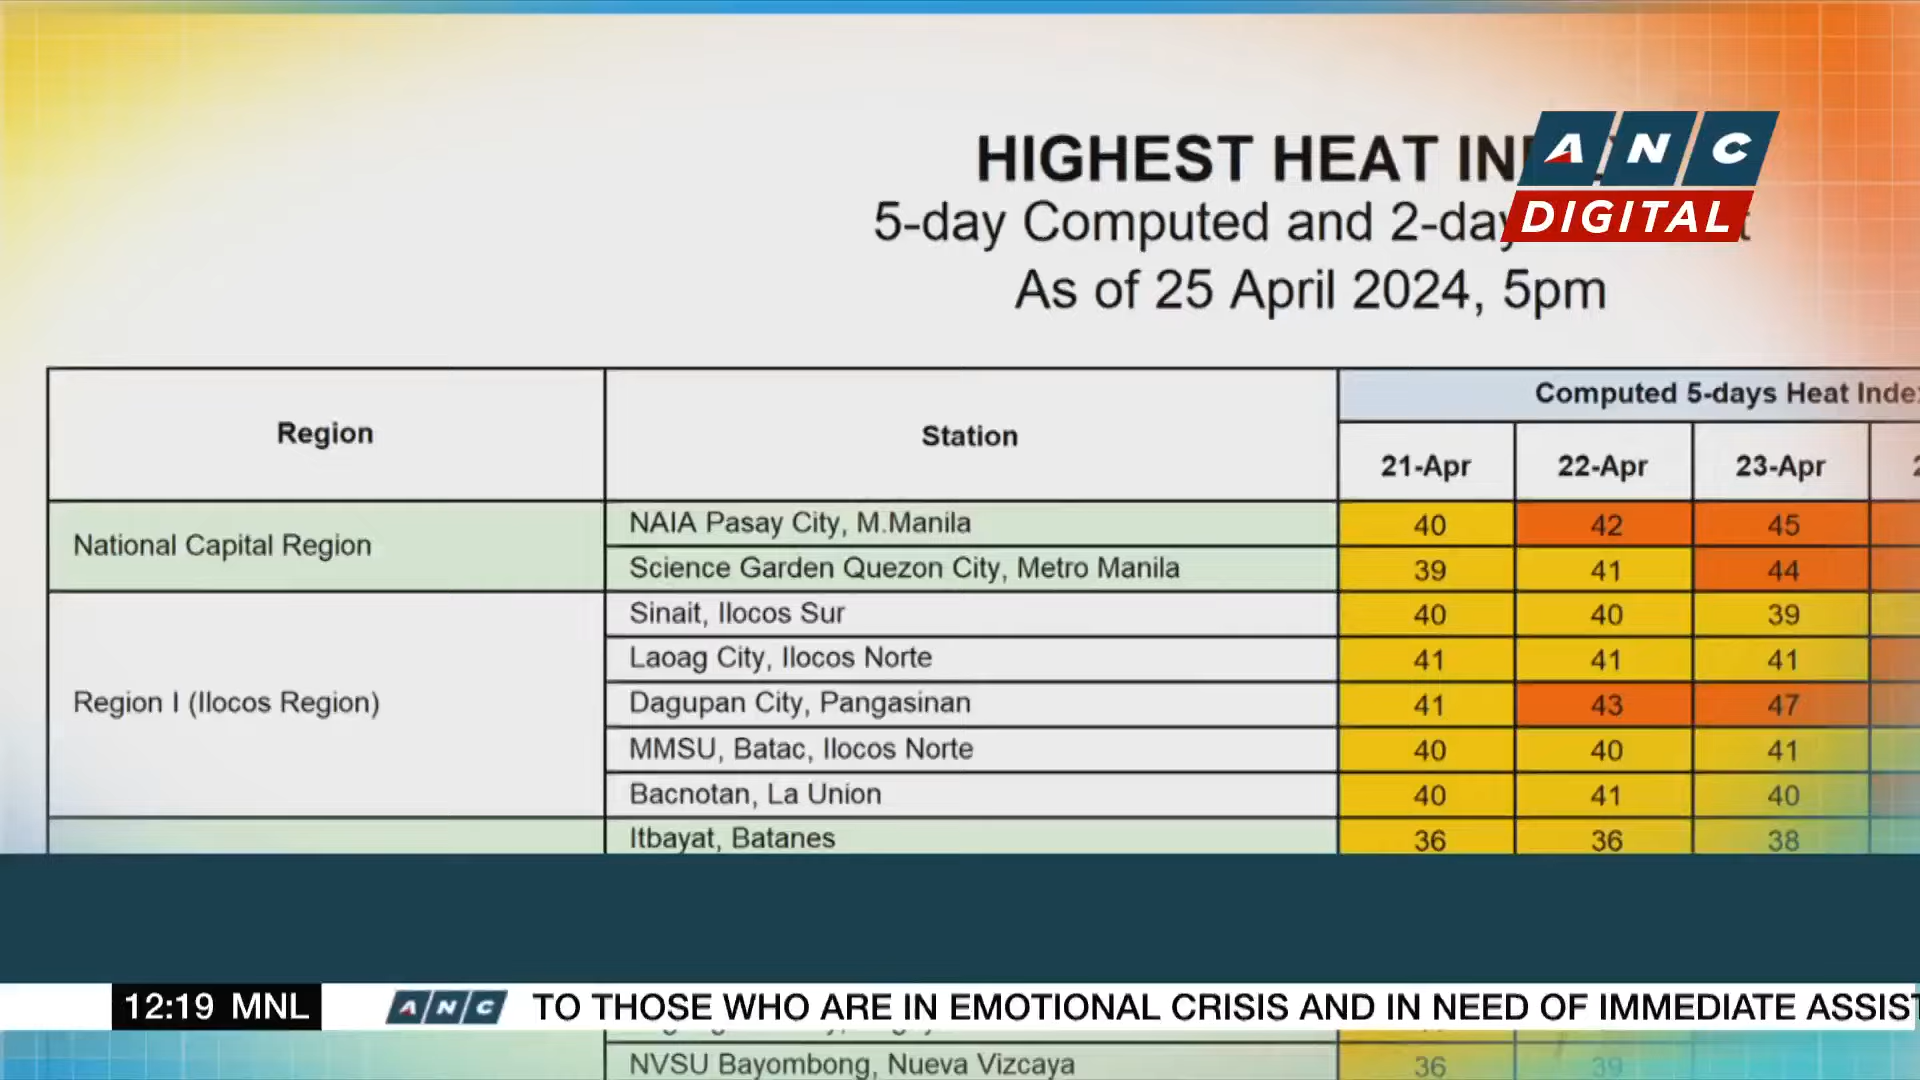 HIGHEST HEAT IN
5-day Computed and 2-day
As of 25 April 2024, 5pm
ANC
DIGITAL
Region
Station
Computed 5-days Heat Index
21-Apr 22-Apr 23-Apr 2
National Capital Region
NAIA Pasay City, M.Manila 40 42 45
Science Garden Quezon City, Metro Manila 39 41 44
Region I (Ilocos Region)
Sinait, Ilocos Sur 40 40 39
Laoag City, Ilocos Norte 41 41 41
Dagupan City, Pangasinan 41 43 47
MMSU, Batac, Ilocos Norte 40 40 41
Bacnotan, La Union 40 41 40
Itbayat, Batanes 36 36 38
12:19 MNL ANC TO THOSE WHO ARE IN EMOTIONAL CRISIS AND IN NEED OF IMMEDIATE ASSIST
NVSU Bayombong, Nueva Vizcaya 36 39